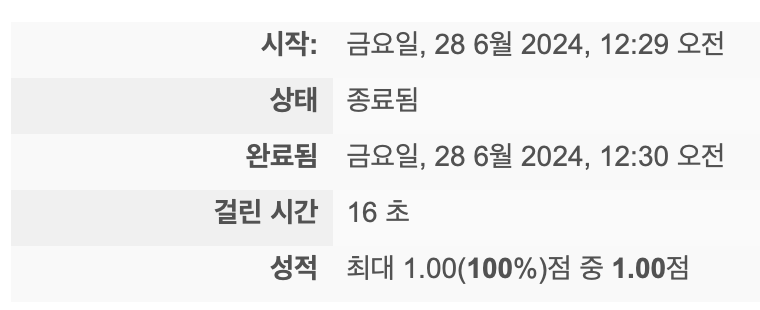 시작: 금요일, 28 6월 2024, 12:29 오전
상태 종료됨
완료됨 금요일, 28 6월 2024, 12:30 오전
걸린 시간 16 초
성적 최대 1.00(100%)점 중 1.00점